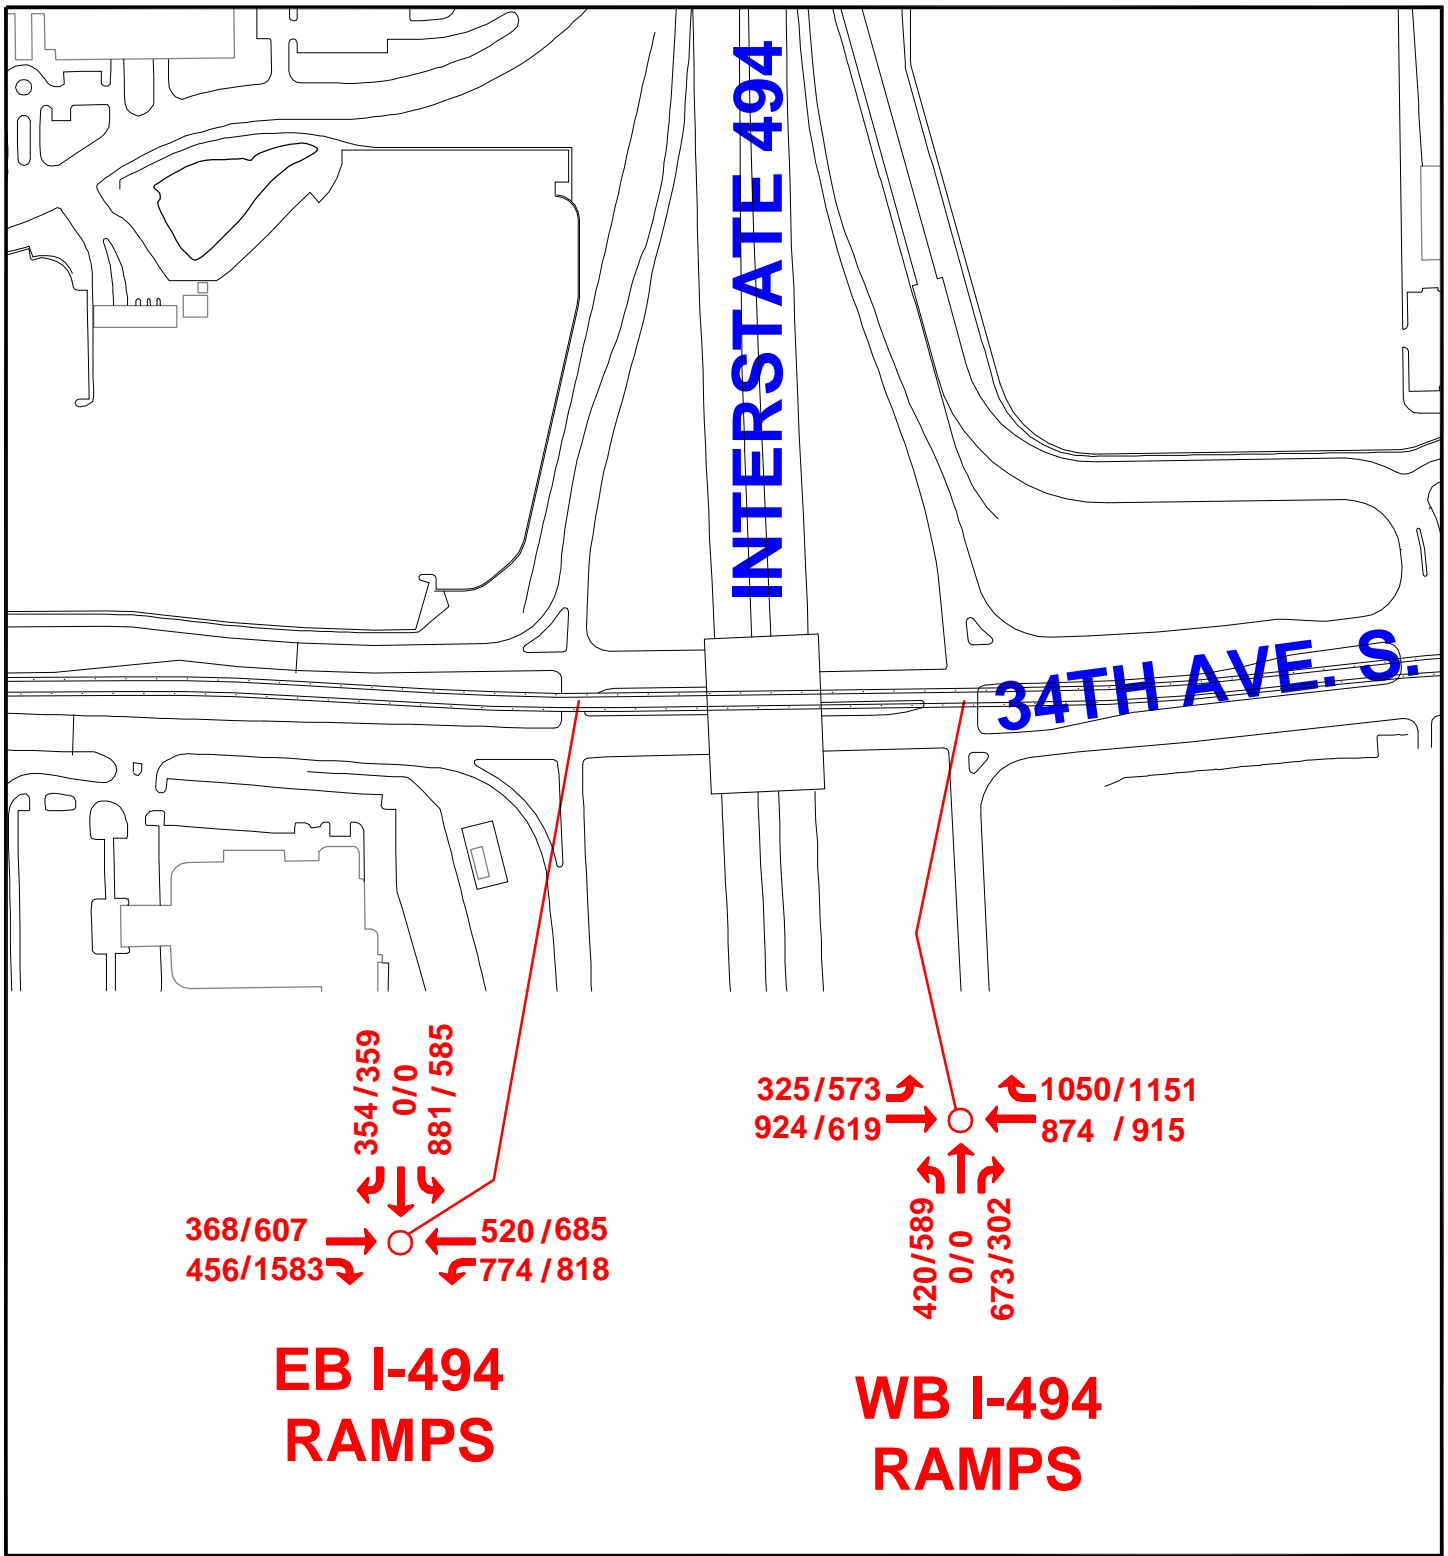 INTERSTATE 494
34TH AVE. S.
354/359
0/0
881/585
368/607
456/1583
520/685
774/818
EB I-494
RAMPS
325/573
924/619
1050/1151
874 / 915
420/589
0/0
673/302
WB I-494
RAMPS